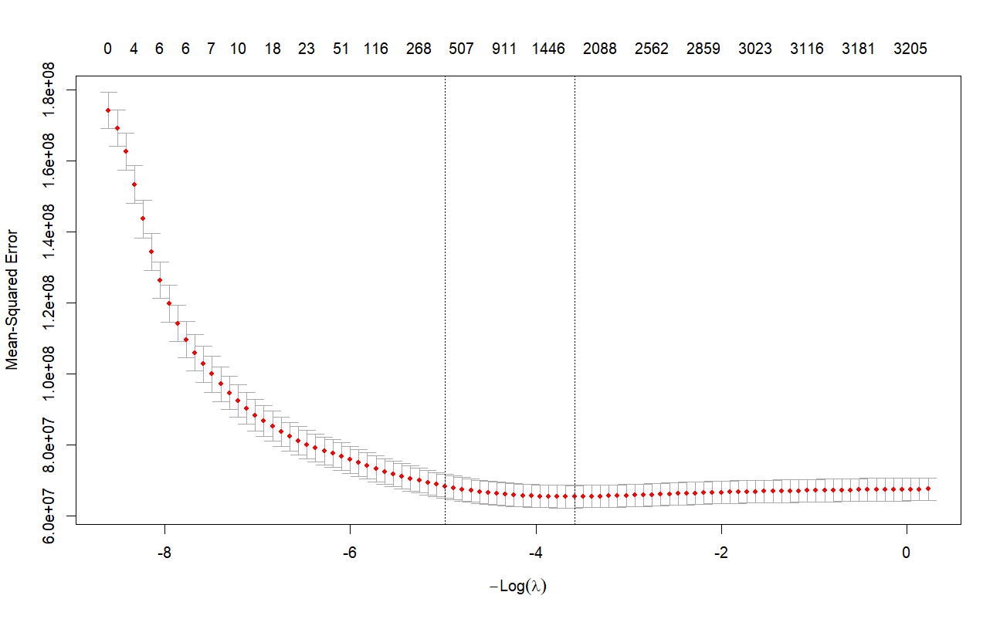 0 4 6 6 7 10 18 23 51 116 268 507 911 1446 2088 2562 2859 3023 3116 3181 3205
1.8e+08
1.6e+08
1.4e+08
1.2e+08
1.0e+08
8.0e+07
6.0e+07
Mean-Squared Error
-8 -6 -4 -2 0
−Log(λ)